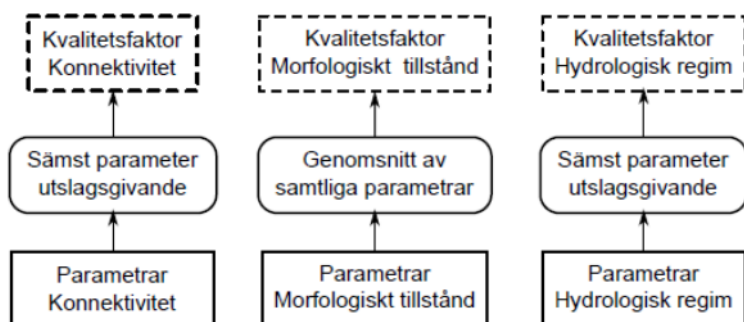 Kvalitetsfaktor
Konnektivitet
Kvalitetsfaktor
Morfologiskt tillstånd
Kvalitetsfaktor
Hydrologisk regim
Sämst parameter
utslagsgivande
Genomsnitt av
samtliga parametrar
Sämst parameter
utslagsgivande
Parametrar
Konnektivitet
Parametrar
Morfologiskt tillstånd
Parametrar
Hydrologisk regim